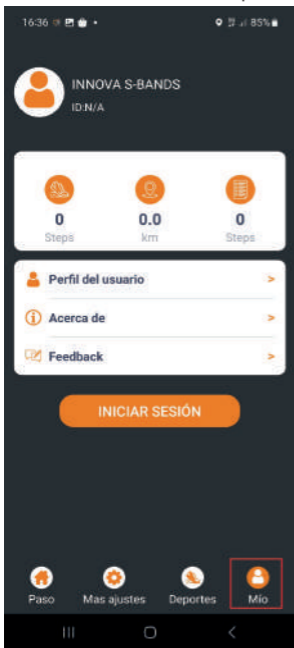 16:36
85%
INNOVA S-BANDS
ID:N/A
0 0.0 0
Steps km Steps
Perfil del usuario >
Acerca de >
Feedback >
INICIAR SESIÓN
Paso Mas ajustes Deportes Mío